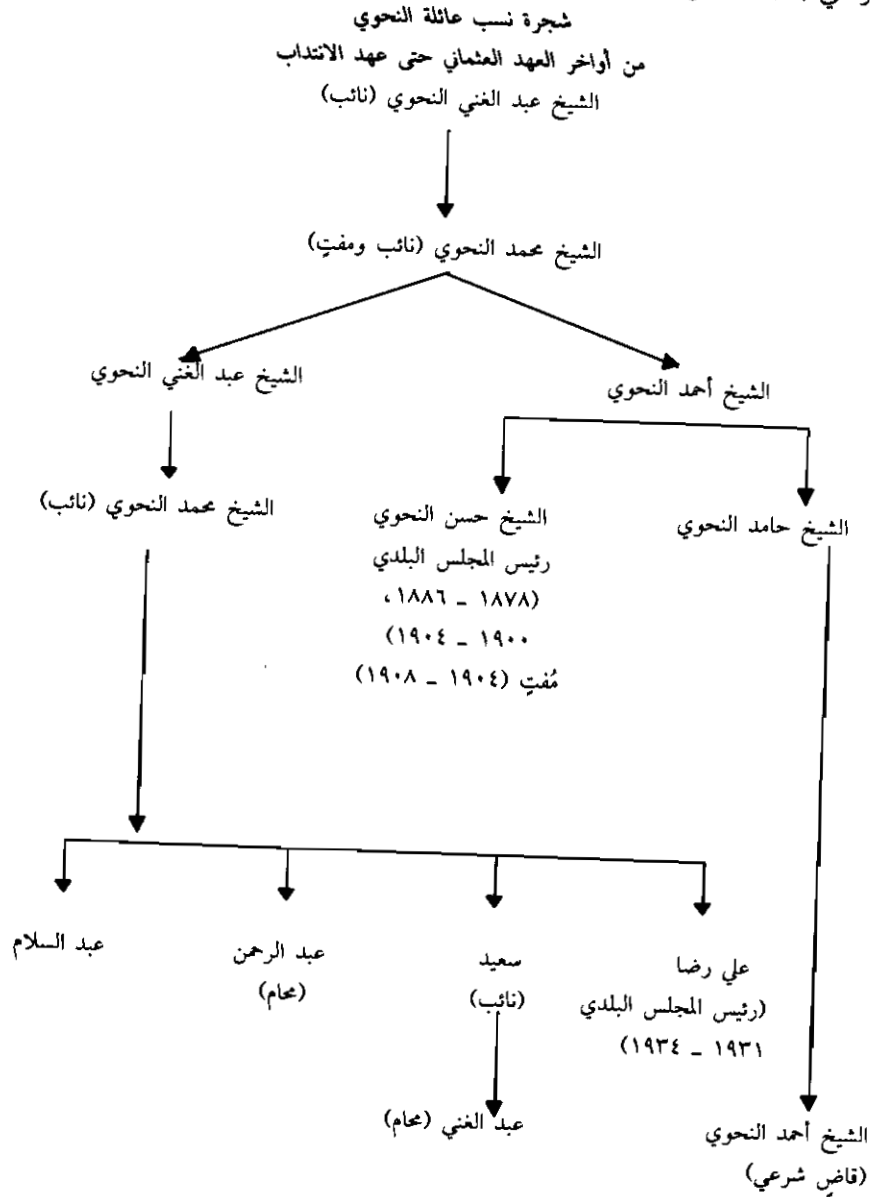 شجرة نسب عائلة النحوي
من أواخر العهد العثماني حتى عهد الانتداب
الشيخ عبد الغني النحوي (نائب)
الشيخ محمد النحوي (نائب ومفتٍ)
الشيخ أحمد النحوي
الشيخ عبد الغني النحوي
الشيخ حامد النحوي
الشيخ حسن النحوي
رئيس المجلس البلدي
(١٨٧٨ _ ١٨٨٦،
١٩٠٠ _ ١٩٠٤)
مُفتٍ (١٩٠٤ _ ١٩٠٨)
الشيخ محمد النحوي (نائب)
علي رضا
(رئيس المجلس البلدي
١٩٣١ _ ١٩٣٤)
سعيد
(نائب)
عبد الرحمن
(محام)
عبد السلام
الشيخ أحمد النحوي
(قاضٍ شرعي)
عبد الغني (محام)